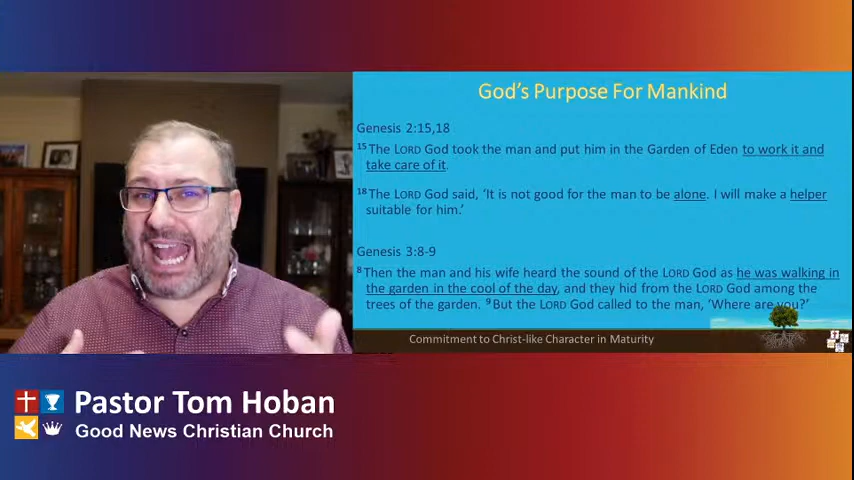 God's Purpose For Mankind
Genesis 2:15,18
15 The LORD God took the man and put him in the Garden of Eden to work it and
take care of it.
18 The LORD God said, 'It is not good for the man to be alone. I will make a helper
suitable for him.'
Genesis 3:8-9
8 Then the man and his wife heard the sound of the LORD God as he was walking in
the garden in the cool of the day, and they hid from the LORD God among the
trees of the garden. 9 But the LORD God called to the man, 'Where are you?'
Commitment to Christ-like Character in Maturity
Pastor Tom Hoban
Good News Christian Church